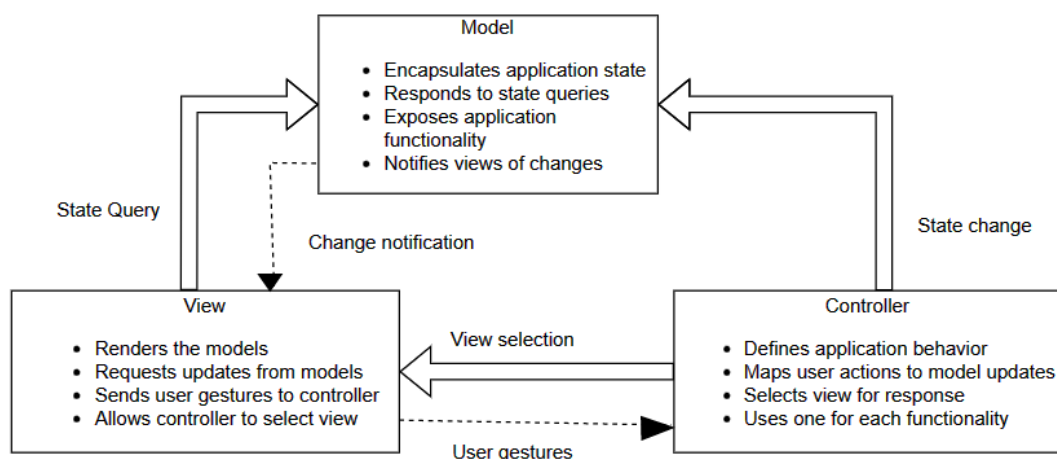 Model
• Encapsulates application state
• Responds to state queries
• Exposes application
functionality
• Notifies views of changes
State Query
Change notification
State change
View
• Renders the models
• Requests updates from models
• Sends user gestures to controller
• Allows controller to select view
View selection
User gestures
Controller
• Defines application behavior
• Maps user actions to model updates
• Selects view for response
• Uses one for each functionality